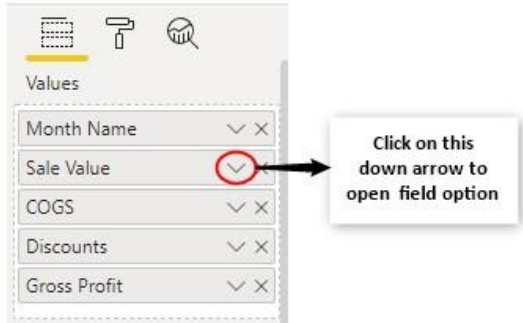 Values
Month Name
Sale Value
COGS
Discounts
Gross Profit
Click on this
down arrow to
open field option